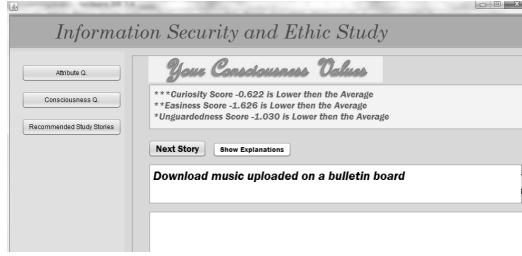 Information Security and Ethic Study
Attribute Q.
Consciousness Q.
Recommended Study Stories
Your Consciousness Values
***Curiosity Score -0.622 is Lower then the Average
**Easiness Score -1.626 is Lower then the Average
*Unguardedness Score -1.030 is Lower then the Average
Next Story
Show Explanations
Download music uploaded on a bulletin board